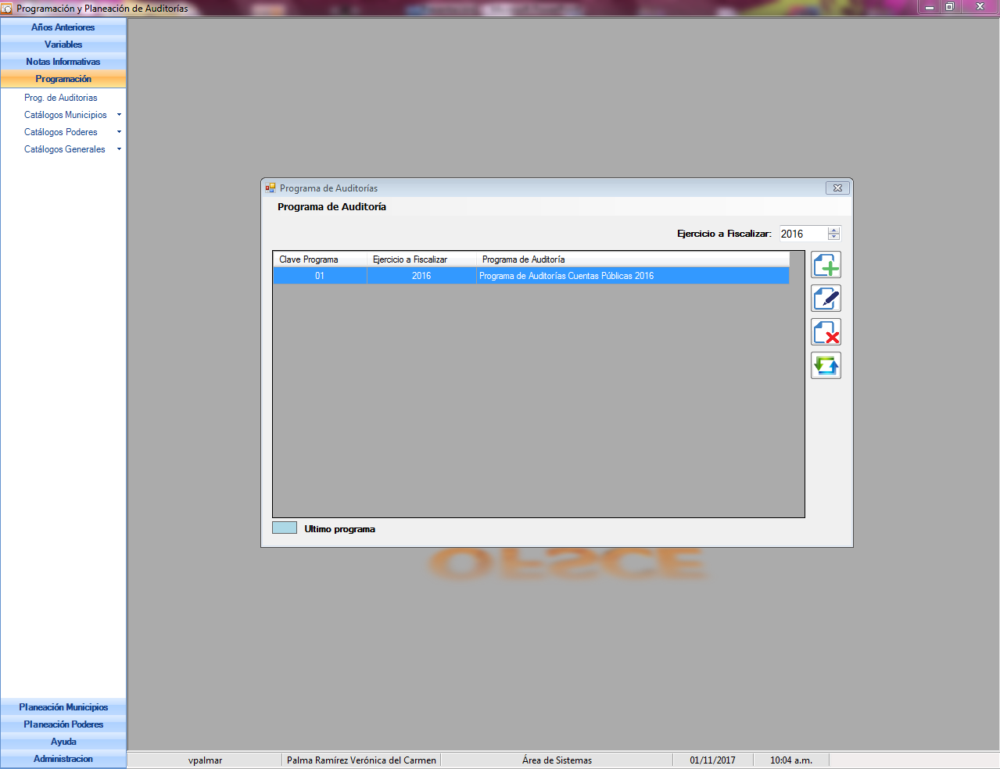 Programación y Planeación de Auditorías
Años Anteriores
Variables
Notas Informativas
Programación
Prog. de Auditorias
Catálogos Municipios
Catálogos Poderes
Catálogos Generales
Programa de Auditorías
Programa de Auditoría
Ejercicio a Fiscalizar: 2016
Clave Programa Ejercicio a Fiscalizar Programa de Auditoría
01 2016 Programa de Auditorías Cuentas Públicas 2016
Ultimo programa
OFSCE
Planeación Municipios
Planeación Poderes
Ayuda
Administracion
vpalmar Palma Ramírez Verónica del Carmen Área de Sistemas 01/11/2017 10:04 a.m.